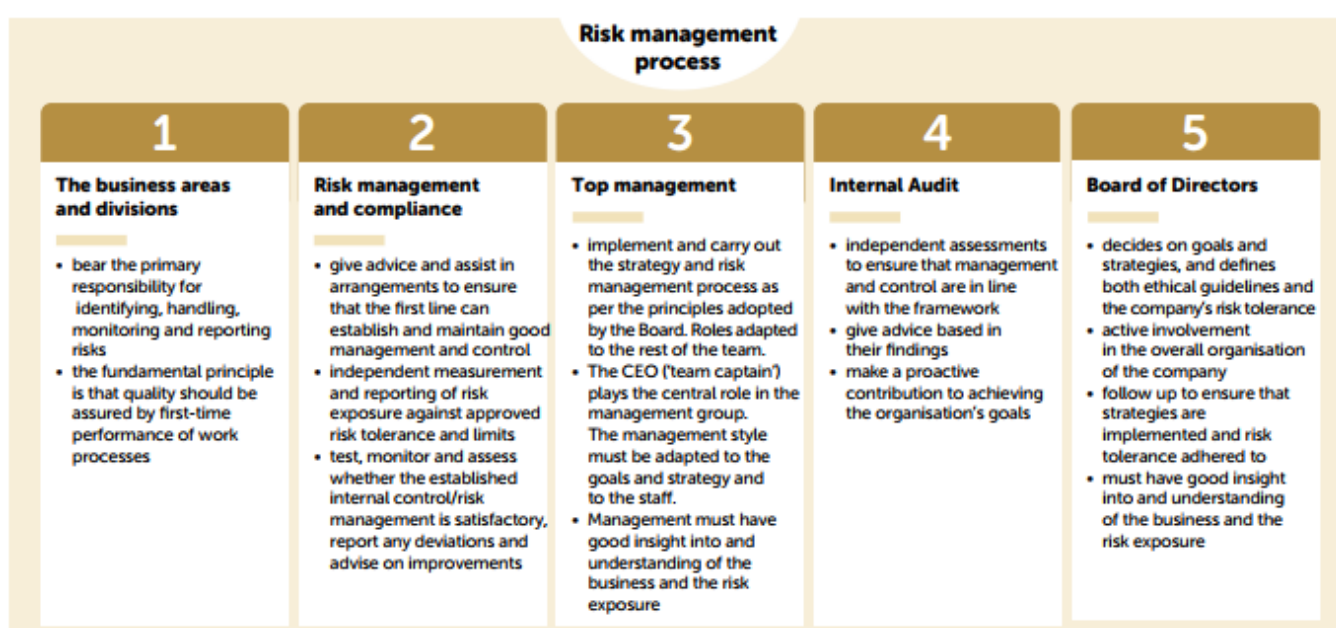 Risk management
process
1
The business areas
and divisions
• bear the primary
responsibility for
identifying, handling,
monitoring and reporting
risks
• the fundamental principle
is that quality should be
assured by first-time
performance of work
processes
2
Risk management
and compliance
• give advice and assist in
arrangements to ensure
that the first line can
establish and maintain good
management and control
• independent measurement
and reporting of risk
exposure against approved
risk tolerance and limits
• test, monitor and assess
whether the established
internal control/risk
management is satisfactory,
report any deviations and
advise on improvements
3
Top management
• implement and carry out
the strategy and risk
management process as
per the principles adopted
by the Board. Roles adapted
to the rest of the team.
• The CEO ('team captain')
plays the central role in the
management group.
The management style
must be adapted to the
goals and strategy and
to the staff.
• Management must have
good insight into and
understanding of the
business and the risk
exposure
4
Internal Audit
• independent assessments
to ensure that management
and control are in line
with the framework
• give advice based in
their findings
• make a proactive
contribution to achieving
the organisation's goals
5
Board of Directors
• decides on goals and
strategies, and defines
both ethical guidelines and
the company's risk tolerance
• active involvement
in the overall organisation
of the company
• follow up to ensure that
strategies are
implemented and risk
tolerance adhered to
• must have good insight
into and understanding
of the business and the
risk exposure